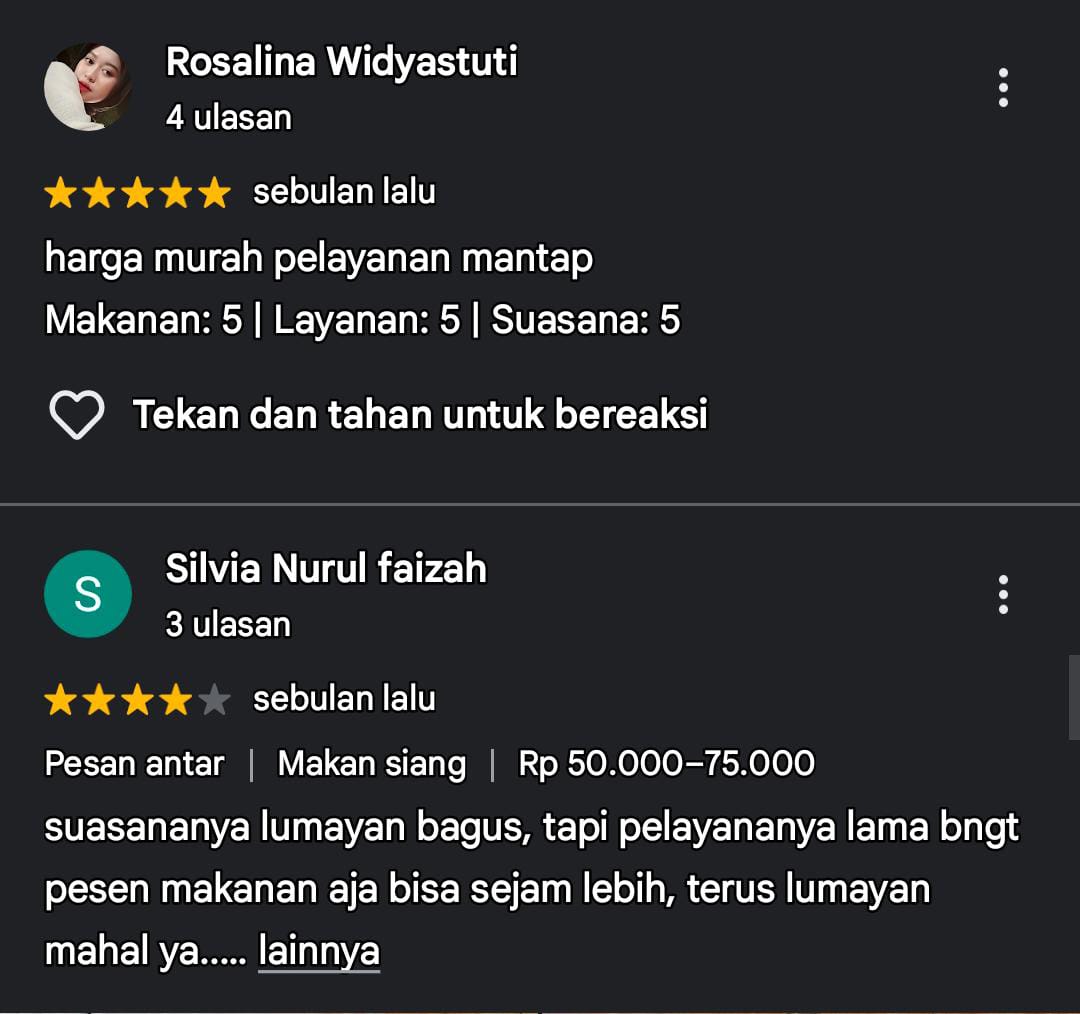 Rosalina Widyastuti
4 ulasan
sebulan lalu
harga murah pelayanan mantap
Makanan: 5 | Layanan: 5 | Suasana: 5
Tekan dan tahan untuk bereaksi
S
Silvia Nurul faizah
3 ulasan
sebulan lalu
Pesan antar | Makan siang | Rp 50.000–75.000
suasananya lumayan bagus, tapi pelayananya lama bngt
pesen makanan aja bisa sejam lebih, terus lumayan
mahal ya..... lainnya